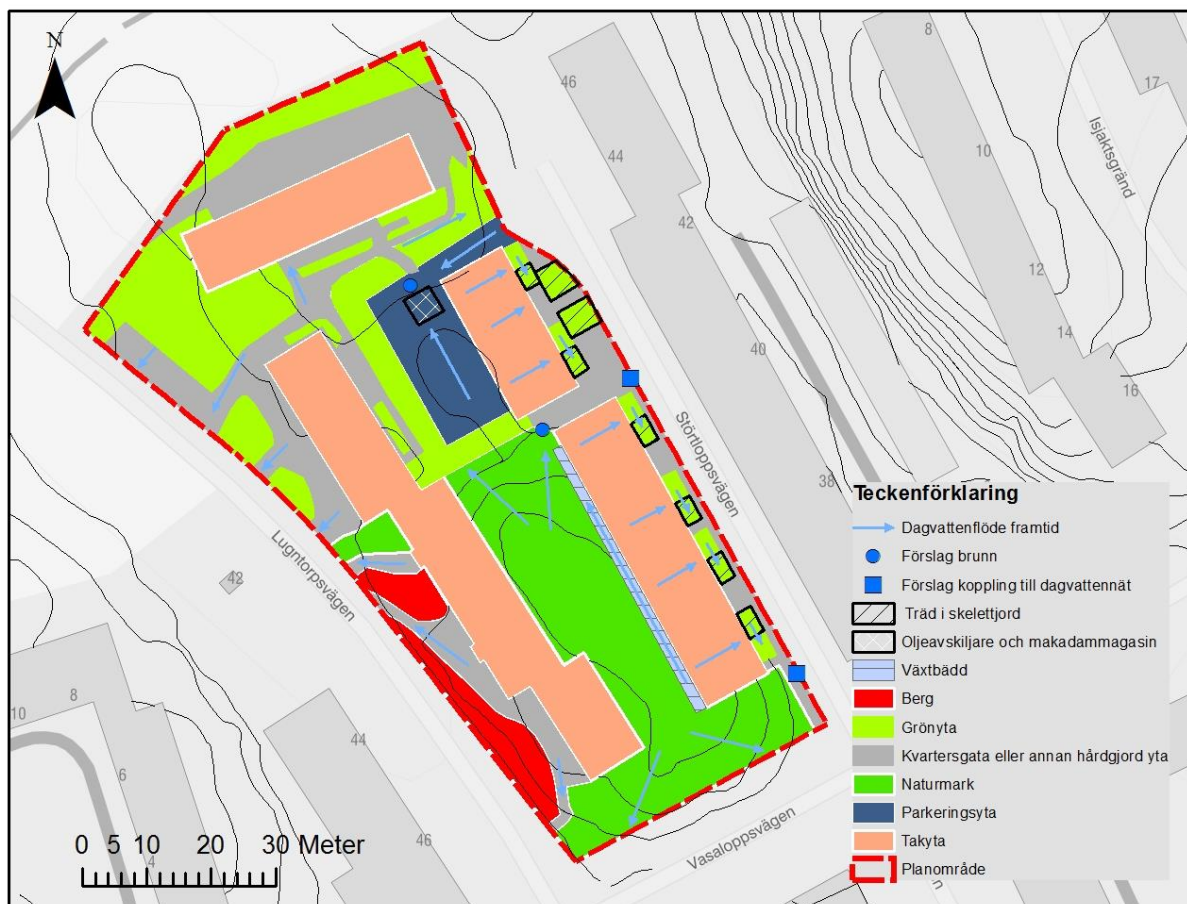 N
46
44
42
8
17
10
Isjaktsgränd
12
14
16
40
38
Störtloppsvägen
Lugntorpsvägen
42
44
46
8
10
6
4
Vasaloppsvägen
0 5 10 20 30 Meter
Teckenförklaring
Dagvattenflöde framtid
Förslag brunn
Förslag koppling till dagvattennät
Träd i skelettjord
Oljeavskiljare och makadammagasin
Växtbädd
Berg
Grönyta
Kvartersgata eller annan hårdgjord yta
Naturmark
Parkeringsyta
Takyta
Planområde